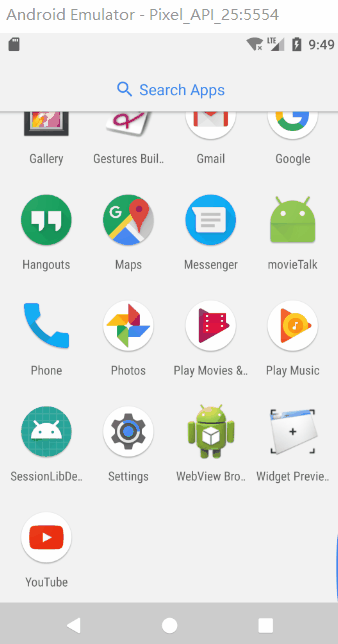 Android Emulator - Pixel_API_25:5554
LTE 9:49
Search Apps
Gallery Gestures Buil.. Gmail Google
G
Hangouts Maps Messenger movieTalk
Phone Photos Play Movies &.. Play Music
SessionLibDe.. Settings WebView Bro.. Widget Previe..
YouTube